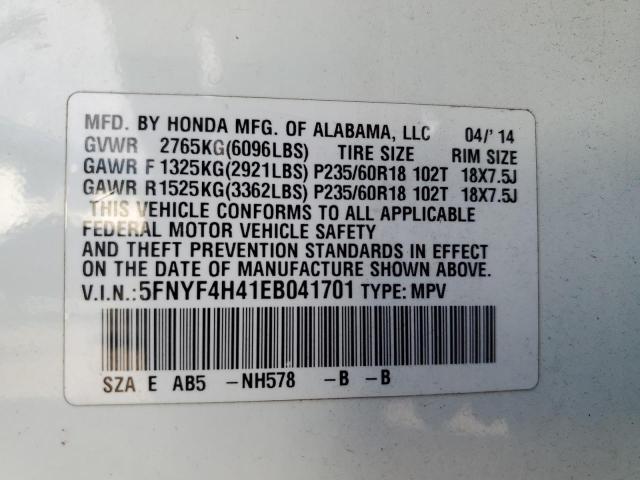 MFD. BY HONDA MFG. OF ALABAMA, LLC 04/'14
GVWR 2765KG(6096LBS) TIRE SIZE RIM SIZE
GAWR F 1325KG(2921LBS) P235/60R18 102T 18X7.5J
GAWR R1525KG(3362LBS) P235/60R18 102T 18X7.5J
THIS VEHICLE CONFORMS TO ALL APPLICABLE
FEDERAL MOTOR VEHICLE SAFETY
AND THEFT PREVENTION STANDARDS IN EFFECT
ON THE DATE OF MANUFACTURE SHOWN ABOVE.
V.I.N.:5FNYF4H41EB041701 TYPE: MPV
SZA E AB5 -NH578 -B -B